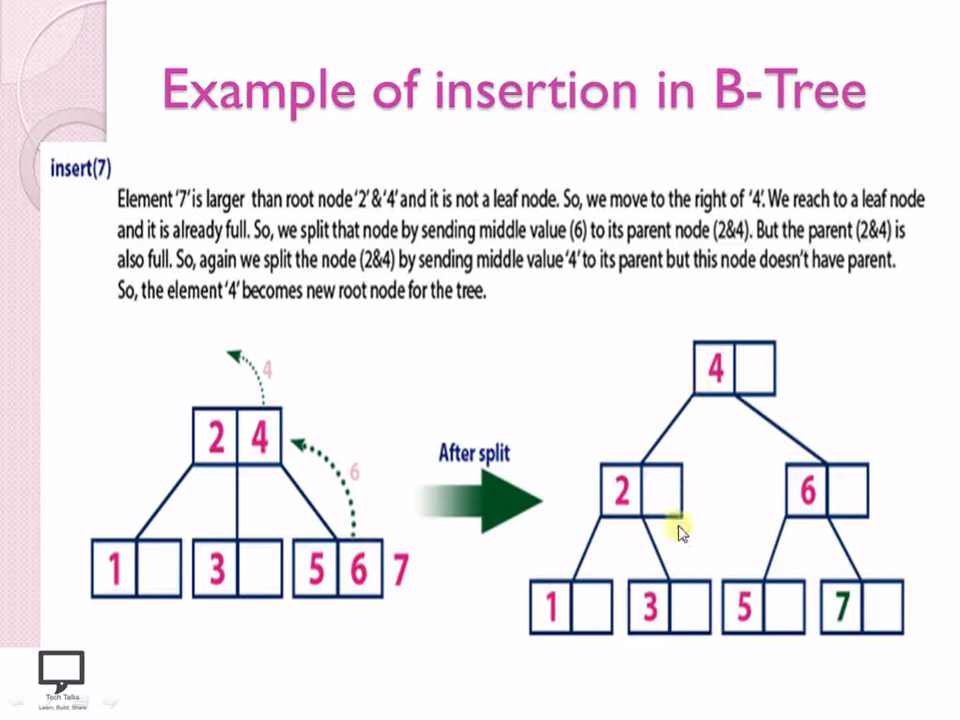 Example of insertion in B-Tree
insert(7)
Element '7' is larger than root node '2' & '4' and it is not a leaf node. So, we move to the right of '4'. We reach to a leaf node
and it is already full. So, we split that node by sending middle value (6) to its parent node (2&4). But the parent (2&4) is
also full. So, again we split the node (2&4) by sending middle value '4' to its parent but this node doesn't have parent.
So, the element '4' becomes new root node for the tree.
4
2 4
6
1 3 5 6 7
After split
4
2 6
1 3 5 7
Tech Talks
Learn, Build, Share